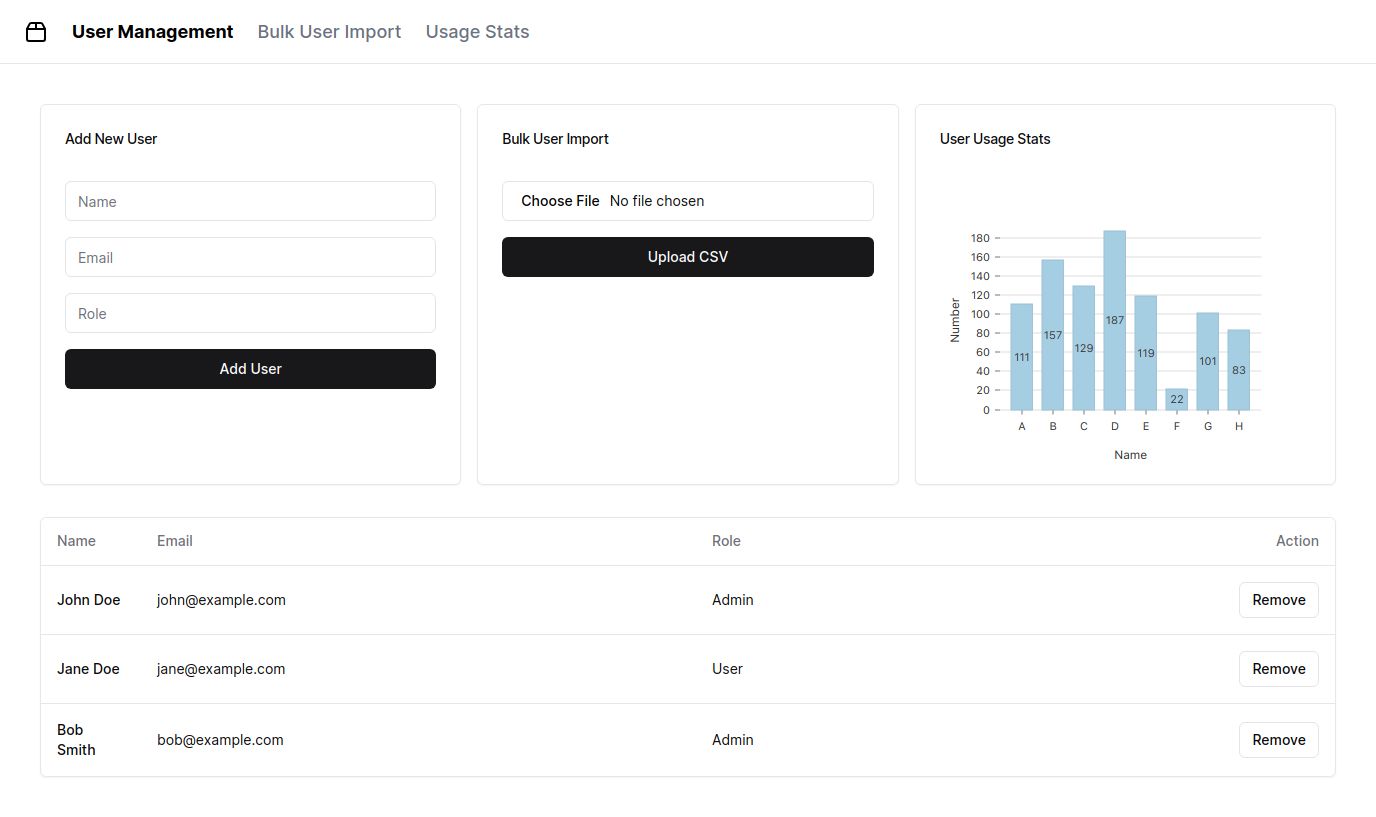 User Management Bulk User Import Usage Stats
Add New User
Name
Email
Role
Add User
Bulk User Import
Choose File No file chosen
Upload CSV
User Usage Stats
180
160
140
120
100
80
60
40
20
0
Number
111
157
129
187
119
22
101
83
A B C D E F G H
Name
Name Email Role Action
John Doe john@example.com Admin Remove
Jane Doe jane@example.com User Remove
Bob
Smith bob@example.com Admin Remove